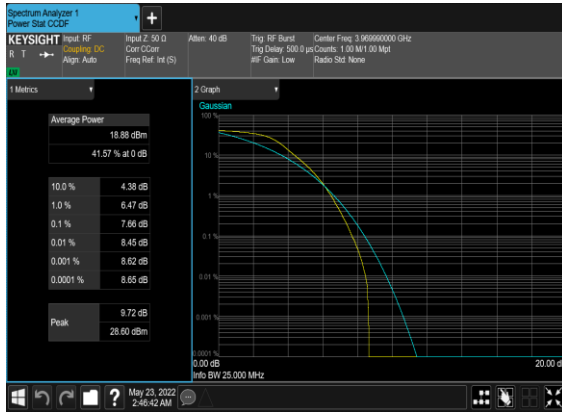 Spectrum Analyzer 1
Power Stat CCDF
+
KEYSIGHT Input: RF Input Z: 50 Ω Atten: 40 dB Trig: RF Burst Center Freq: 3.969990000 GHz
R T Coupling: DC Corr CCorr Trig Delay: 500.0 µs Counts: 1.00 M/1.00 Mpt
Align: Auto Freq Ref: Int (S) #IF Gain: Low Radio Std: None
1 Metrics
2 Graph
Gaussian
Average Power
18.88 dBm
41.57 % at 0 dB
10.0 % 4.38 dB
1.0 % 6.47 dB
0.1 % 7.66 dB
0.01 % 8.45 dB
0.001 % 8.62 dB
0.0001 % 8.65 dB
Peak 9.72 dB
28.60 dBm
100 %
10 %
1 %
0.1 %
0.01 %
0.001 %
0.0001 %
0.00 dB 20.00 d
Info BW 25.000 MHz
? May 23, 2022
2:46:42 AM